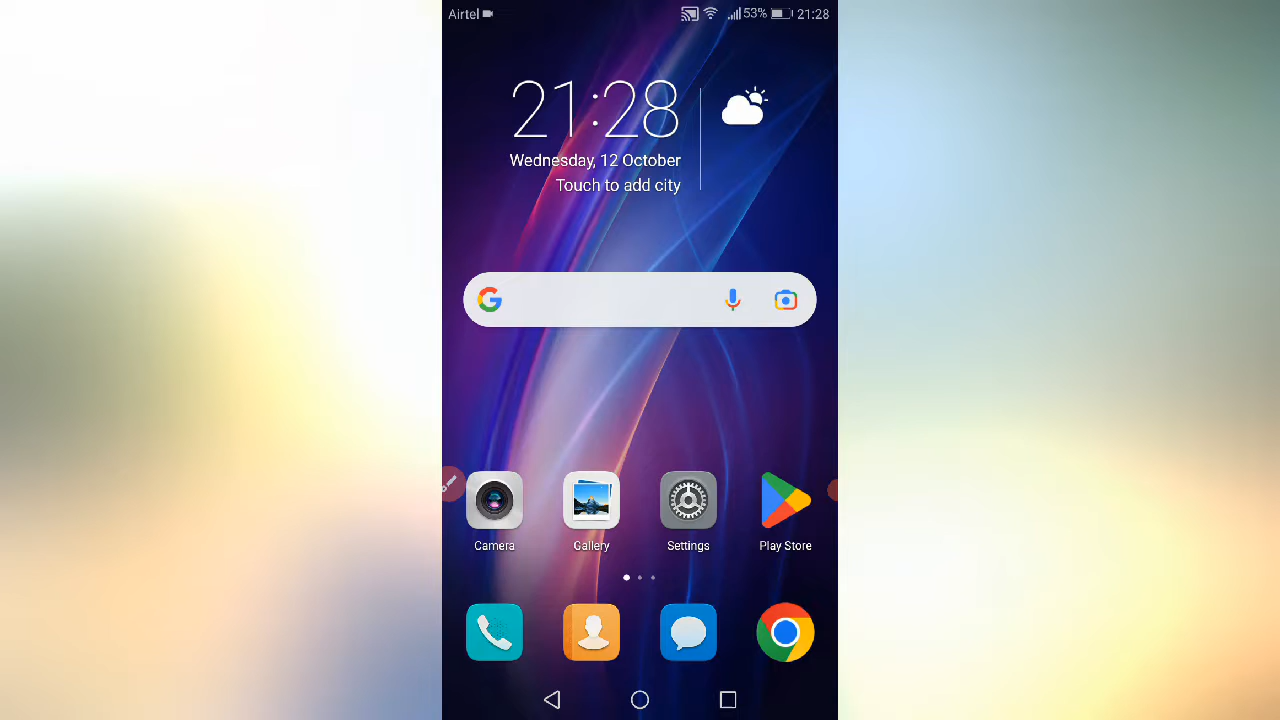 Airtel
53% 21:28
21:28
Wednesday, 12 October
Touch to add city
Camera Gallery Settings Play Store